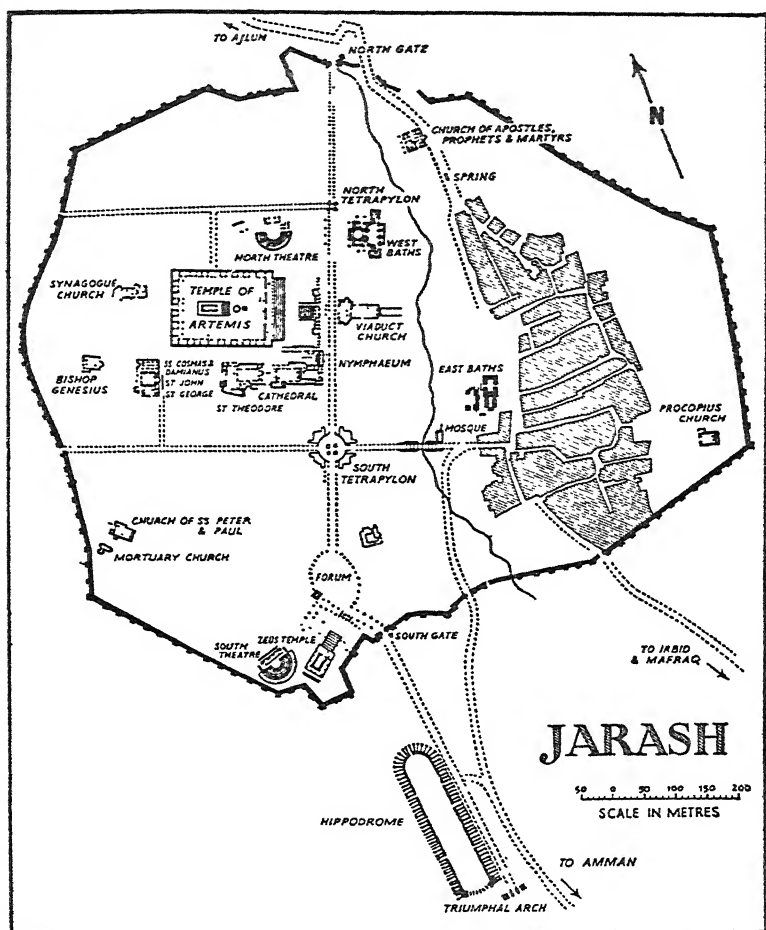 TO AJLUN
NORTH GATE
N
CHURCH OF APOSTLES,
PROPHETS & MARTYRS
SPRING
NORTH
TETRAPYLON
NORTH THEATRE
WEST
BATHS
SYNAGOGUE
CHURCH
TEMPLE OF
ARTEMIS
VIADUCT
CHURCH
BISHOP
GENESIUS
SS COSMAS &
DAMIANUS
ST JOHN
ST GEORGE
NYMPHAEUM
CATHEDRAL
ST THEODORE
EAST BATHS
MOSQUE
PROCOPIUS
CHURCH
SOUTH
TETRAPYLON
CHURCH OF SS PETER
& PAUL
MORTUARY CHURCH
FORUM
SOUTH
THEATRE
ZEUS TEMPLE
SOUTH GATE
TO IRBID
& MAFRAQ
JARASH
50 0 50 100 150 200
SCALE IN METRES
HIPPODROME
TO AMMAN
TRIUMPHAL ARCH